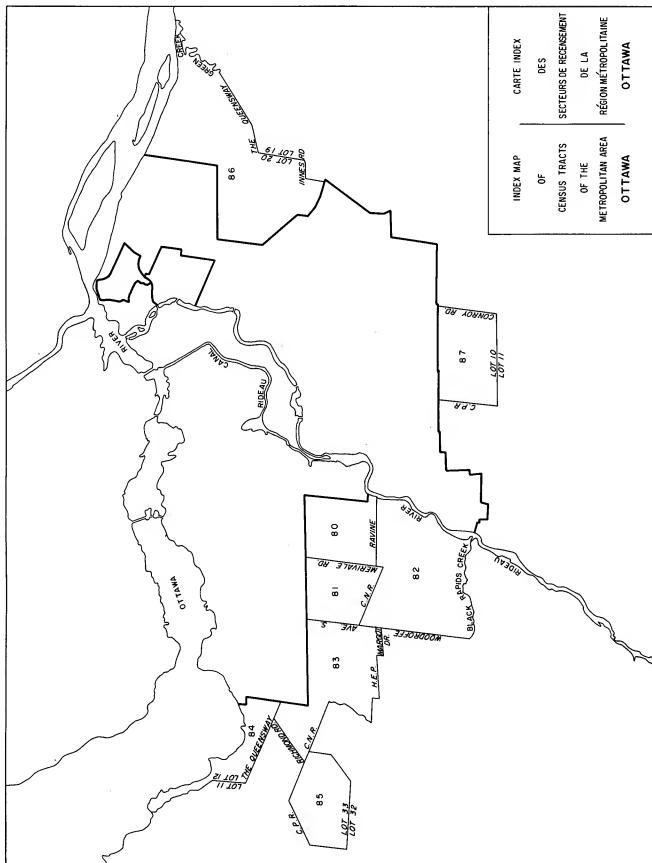 INDEX MAP
OF
CENSUS TRACTS
OF THE
METROPOLITAN AREA
OTTAWA
CARTE INDEX
DES
SECTEURS DE RECENSEMENT
DE LA
RÉGION MÉTROPOLITAINE
OTTAWA
GREEN CREEK
THE QUEENSWAY
LOT 19
LOT 20
INNES RD
86
RIVER
CANAL
RIDEAU
OTTAWA
CONROY RD
87
LOT 10
LOT 11
C.P.R.
80
RAVINE
MERIVALE RD
81
C.N.R.
82
RIVER
RIDEAU
BLACK RAPIDS CREEK
WOODROFFE AVE S
83
H.E.P.
DR.
84
THE QUEENSWAY
RICHMOND RD
LOT 12
LOT 11
C.N.R.
85
C.P.R.
LOT 33
LOT 32